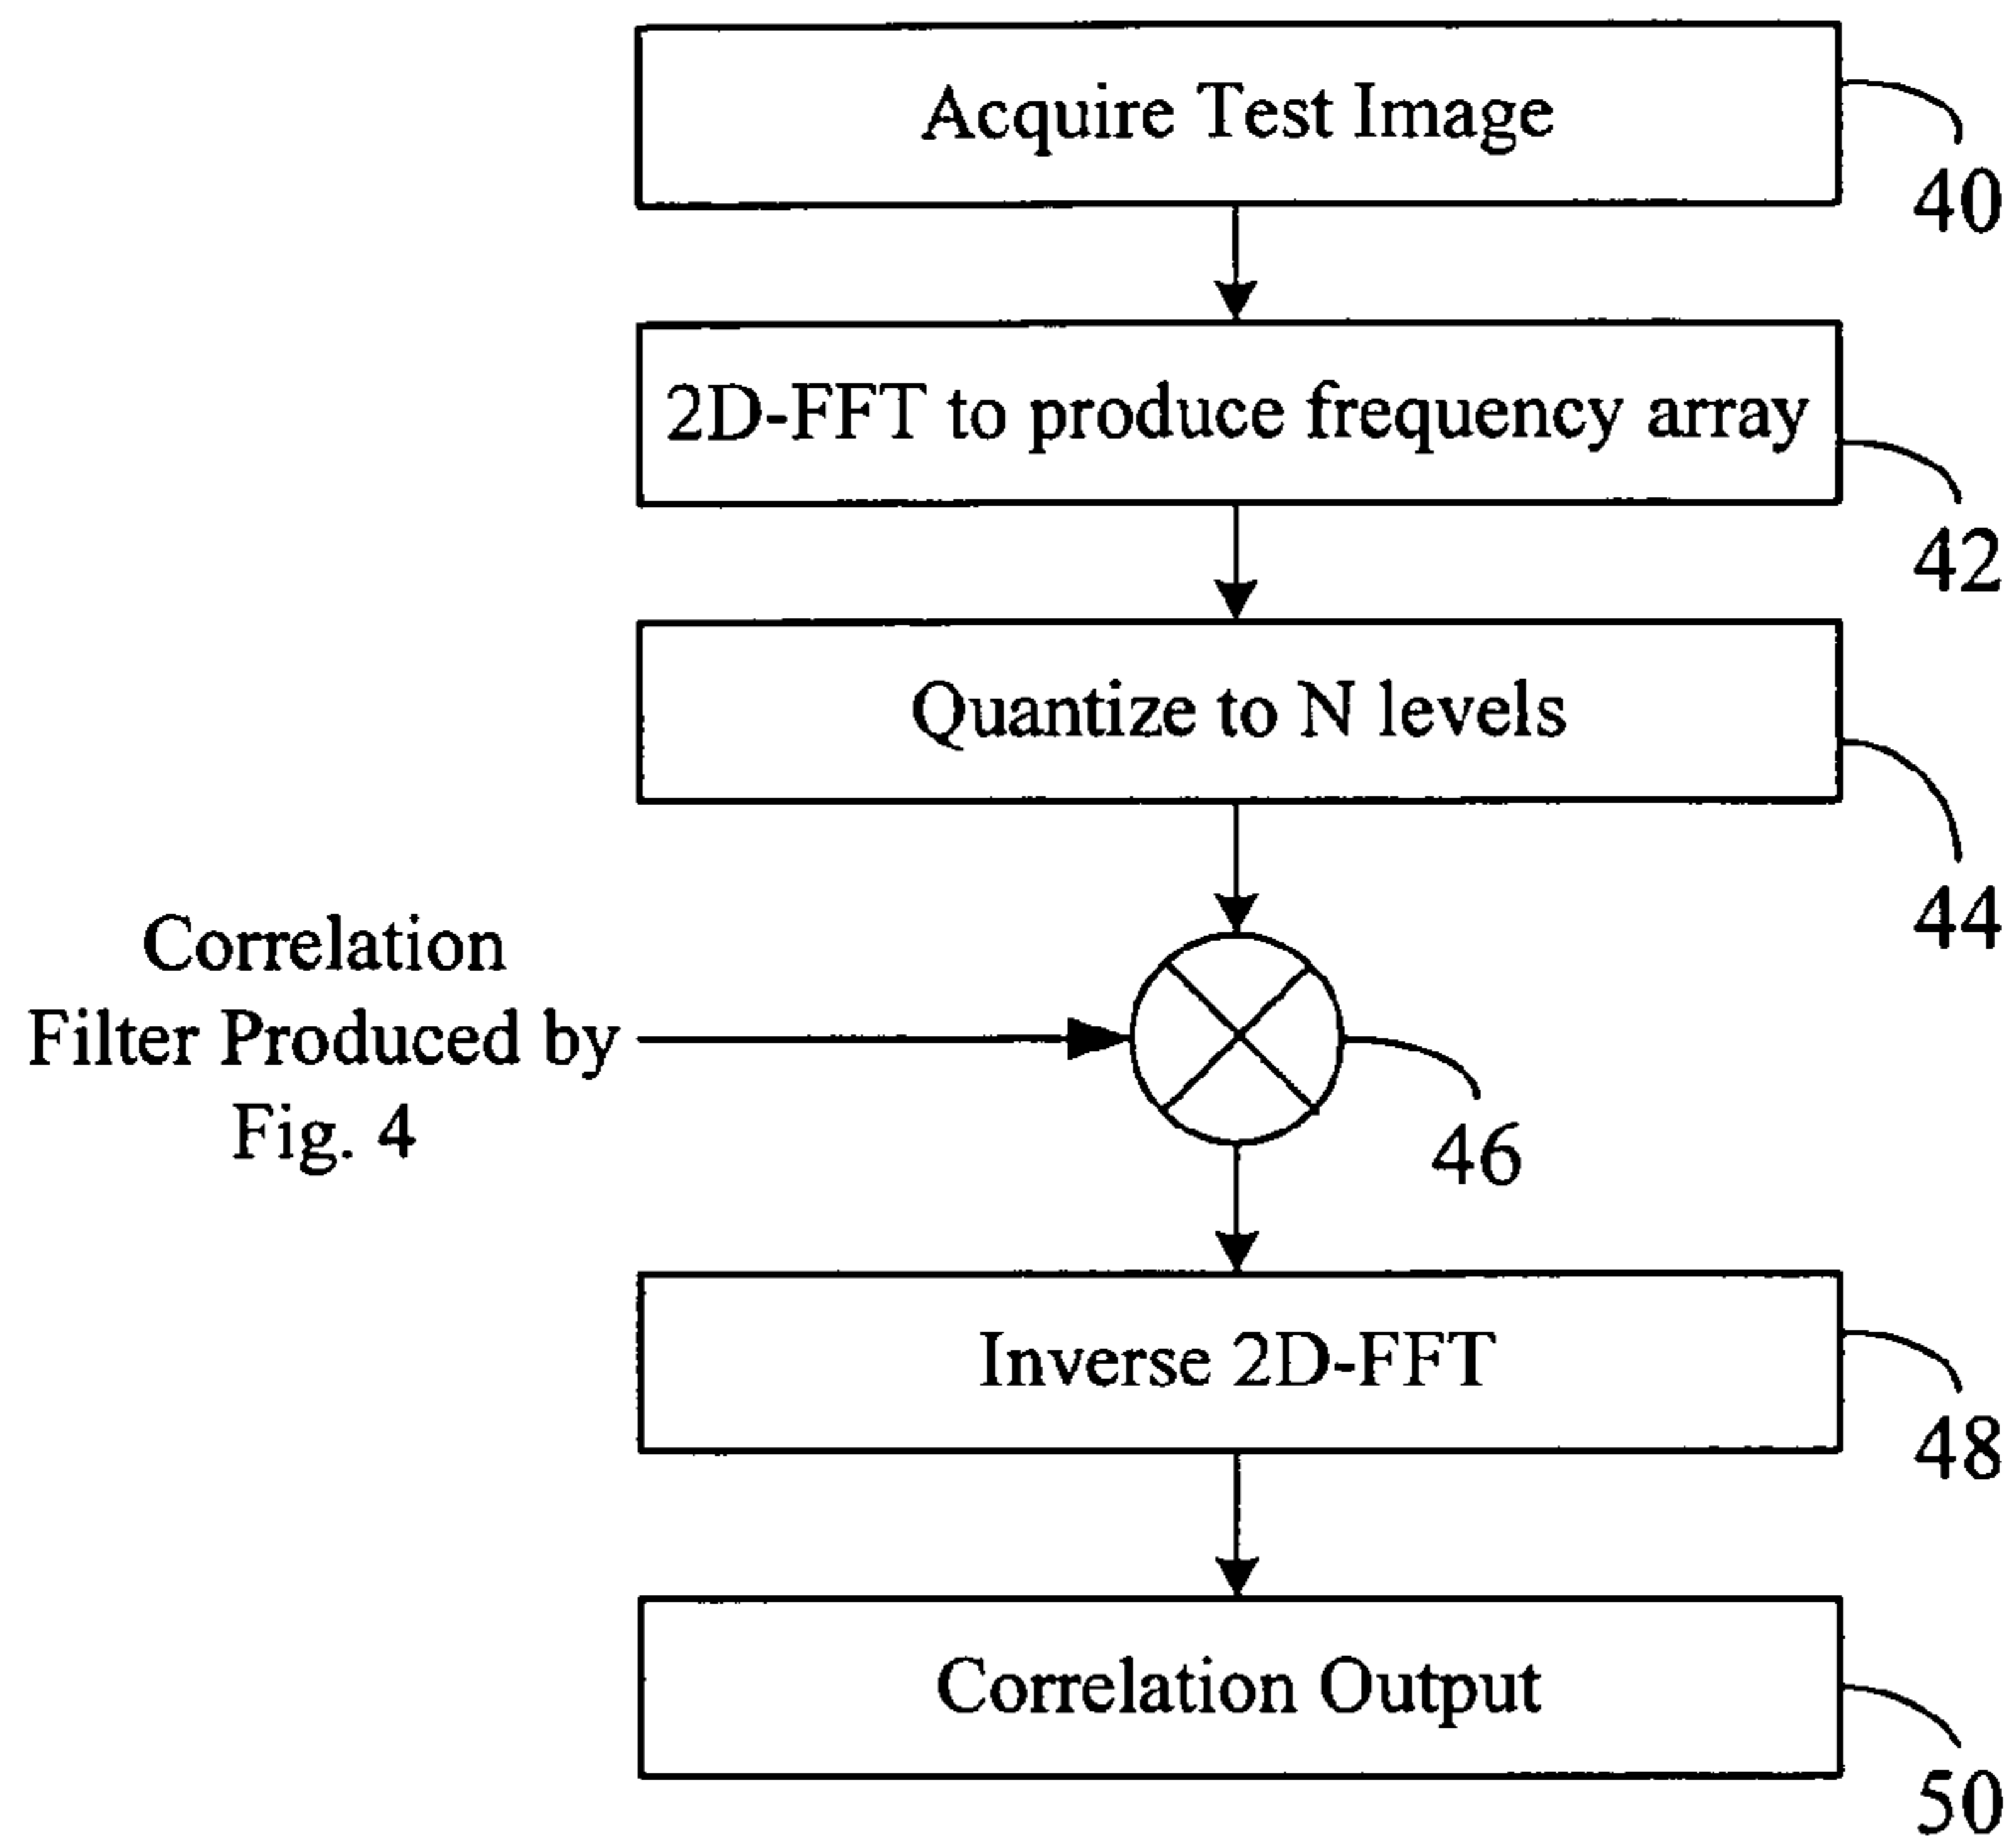 Acquire Test Image
40
2D-FFT to produce frequency array
42
Quantize to N levels
44
Correlation
Filter Produced by
Fig. 4
46
Inverse 2D-FFT
48
Correlation Output
50